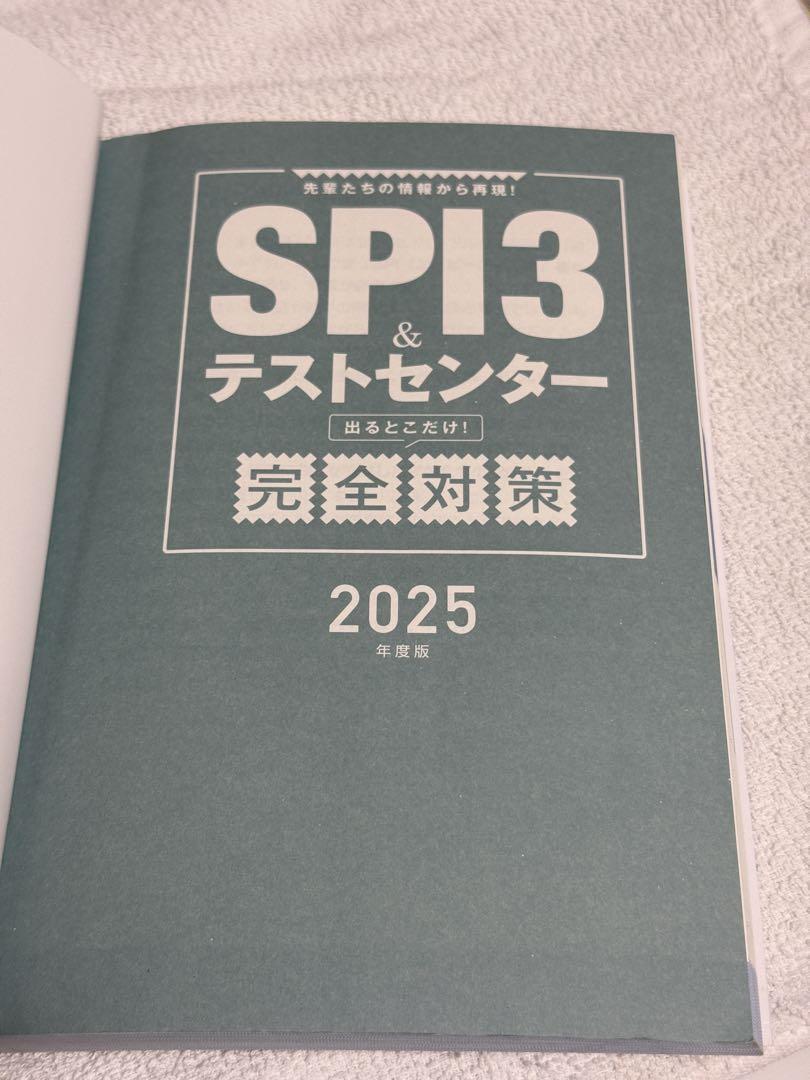 先輩たちの情報から再現！
SPI3
&
テストセンター
出るとこだけ！
完全対策
2025
年度版